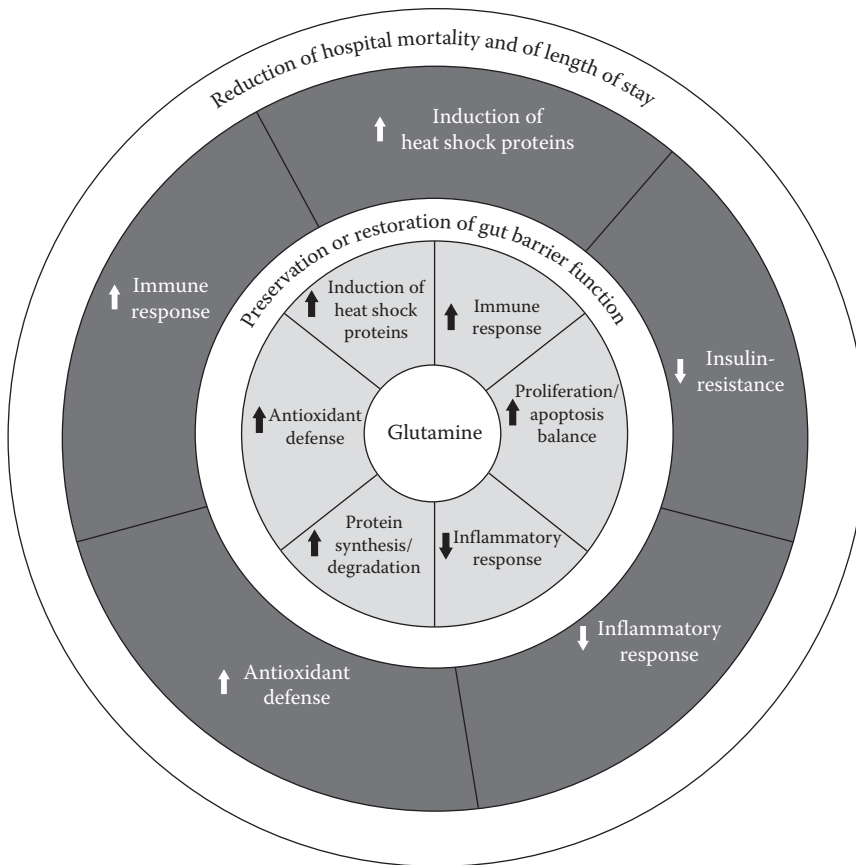 Reduction of hospital mortality and of length of stay
Induction of
heat shock proteins
Immune
response
Insulin-
resistance
Inflammatory
response
Antioxidant
defense
Preservation or restoration of gut barrier function
Induction of
heat shock
proteins
Immune
response
Antioxidant
defense
Proliferation/
apoptosis
balance
Glutamine
Protein
synthesis/
degradation
Inflammatory
response